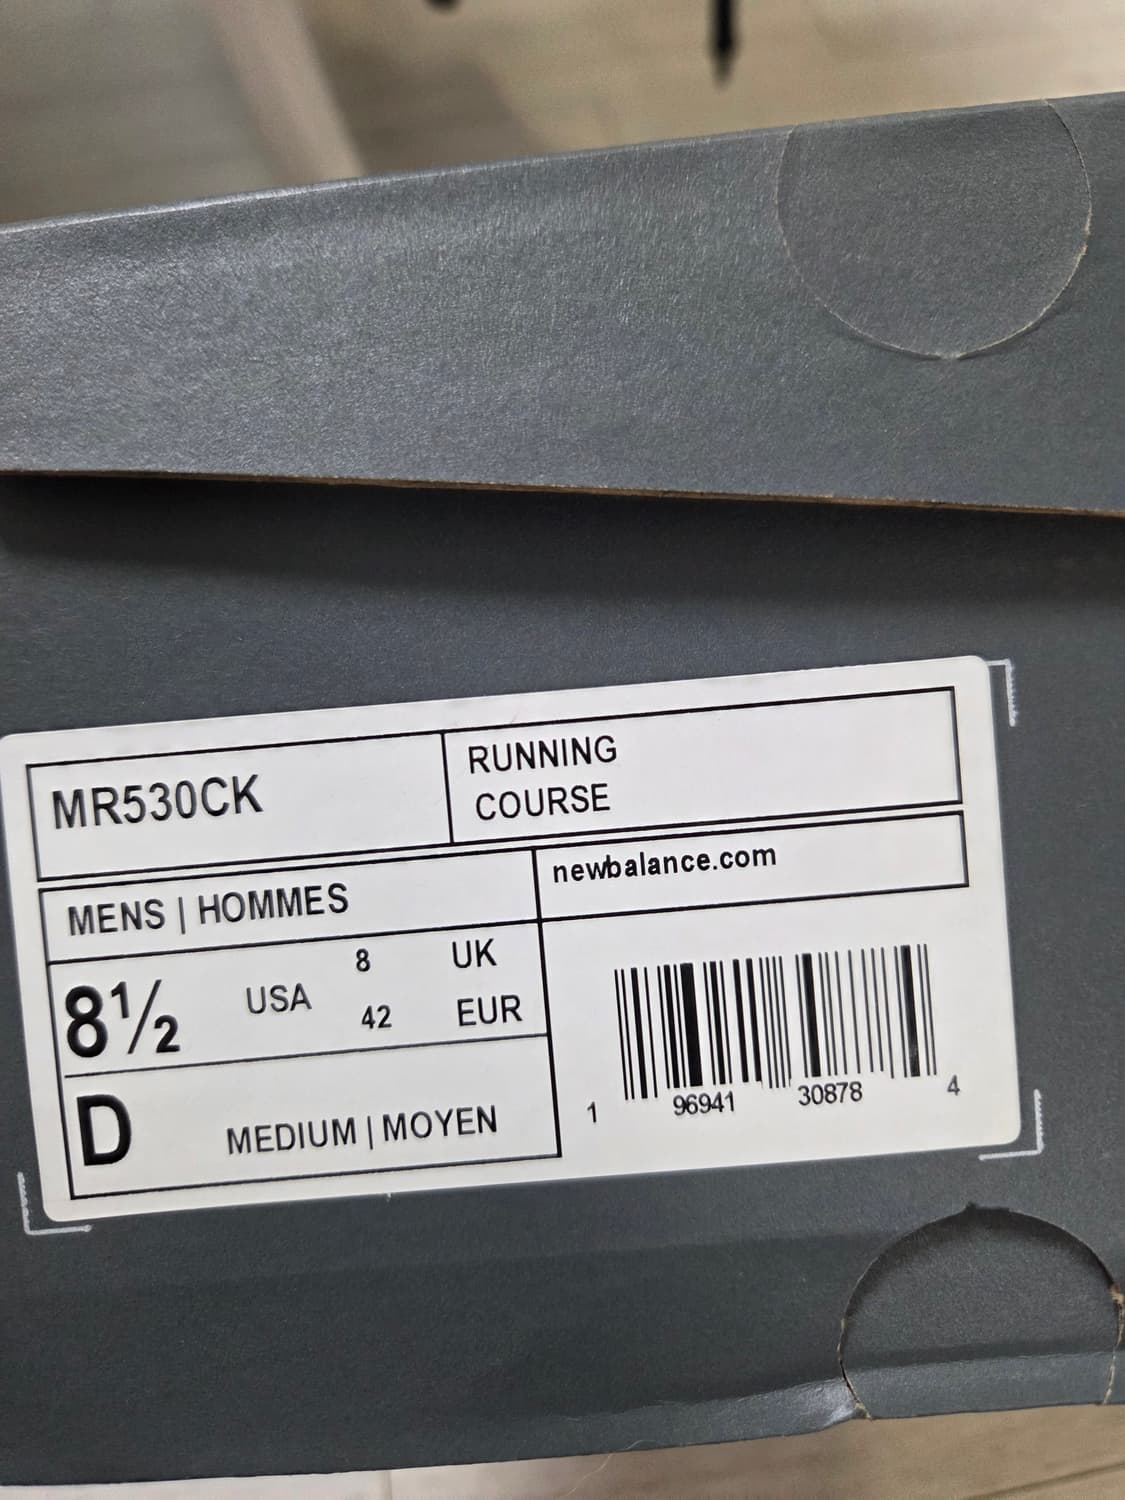 MR530CK
RUNNING
COURSE
MENS | HOMMES
newbalance.com
8½ USA
8 UK
42 EUR
D MEDIUM | MOYEN
1 96941 30878 4